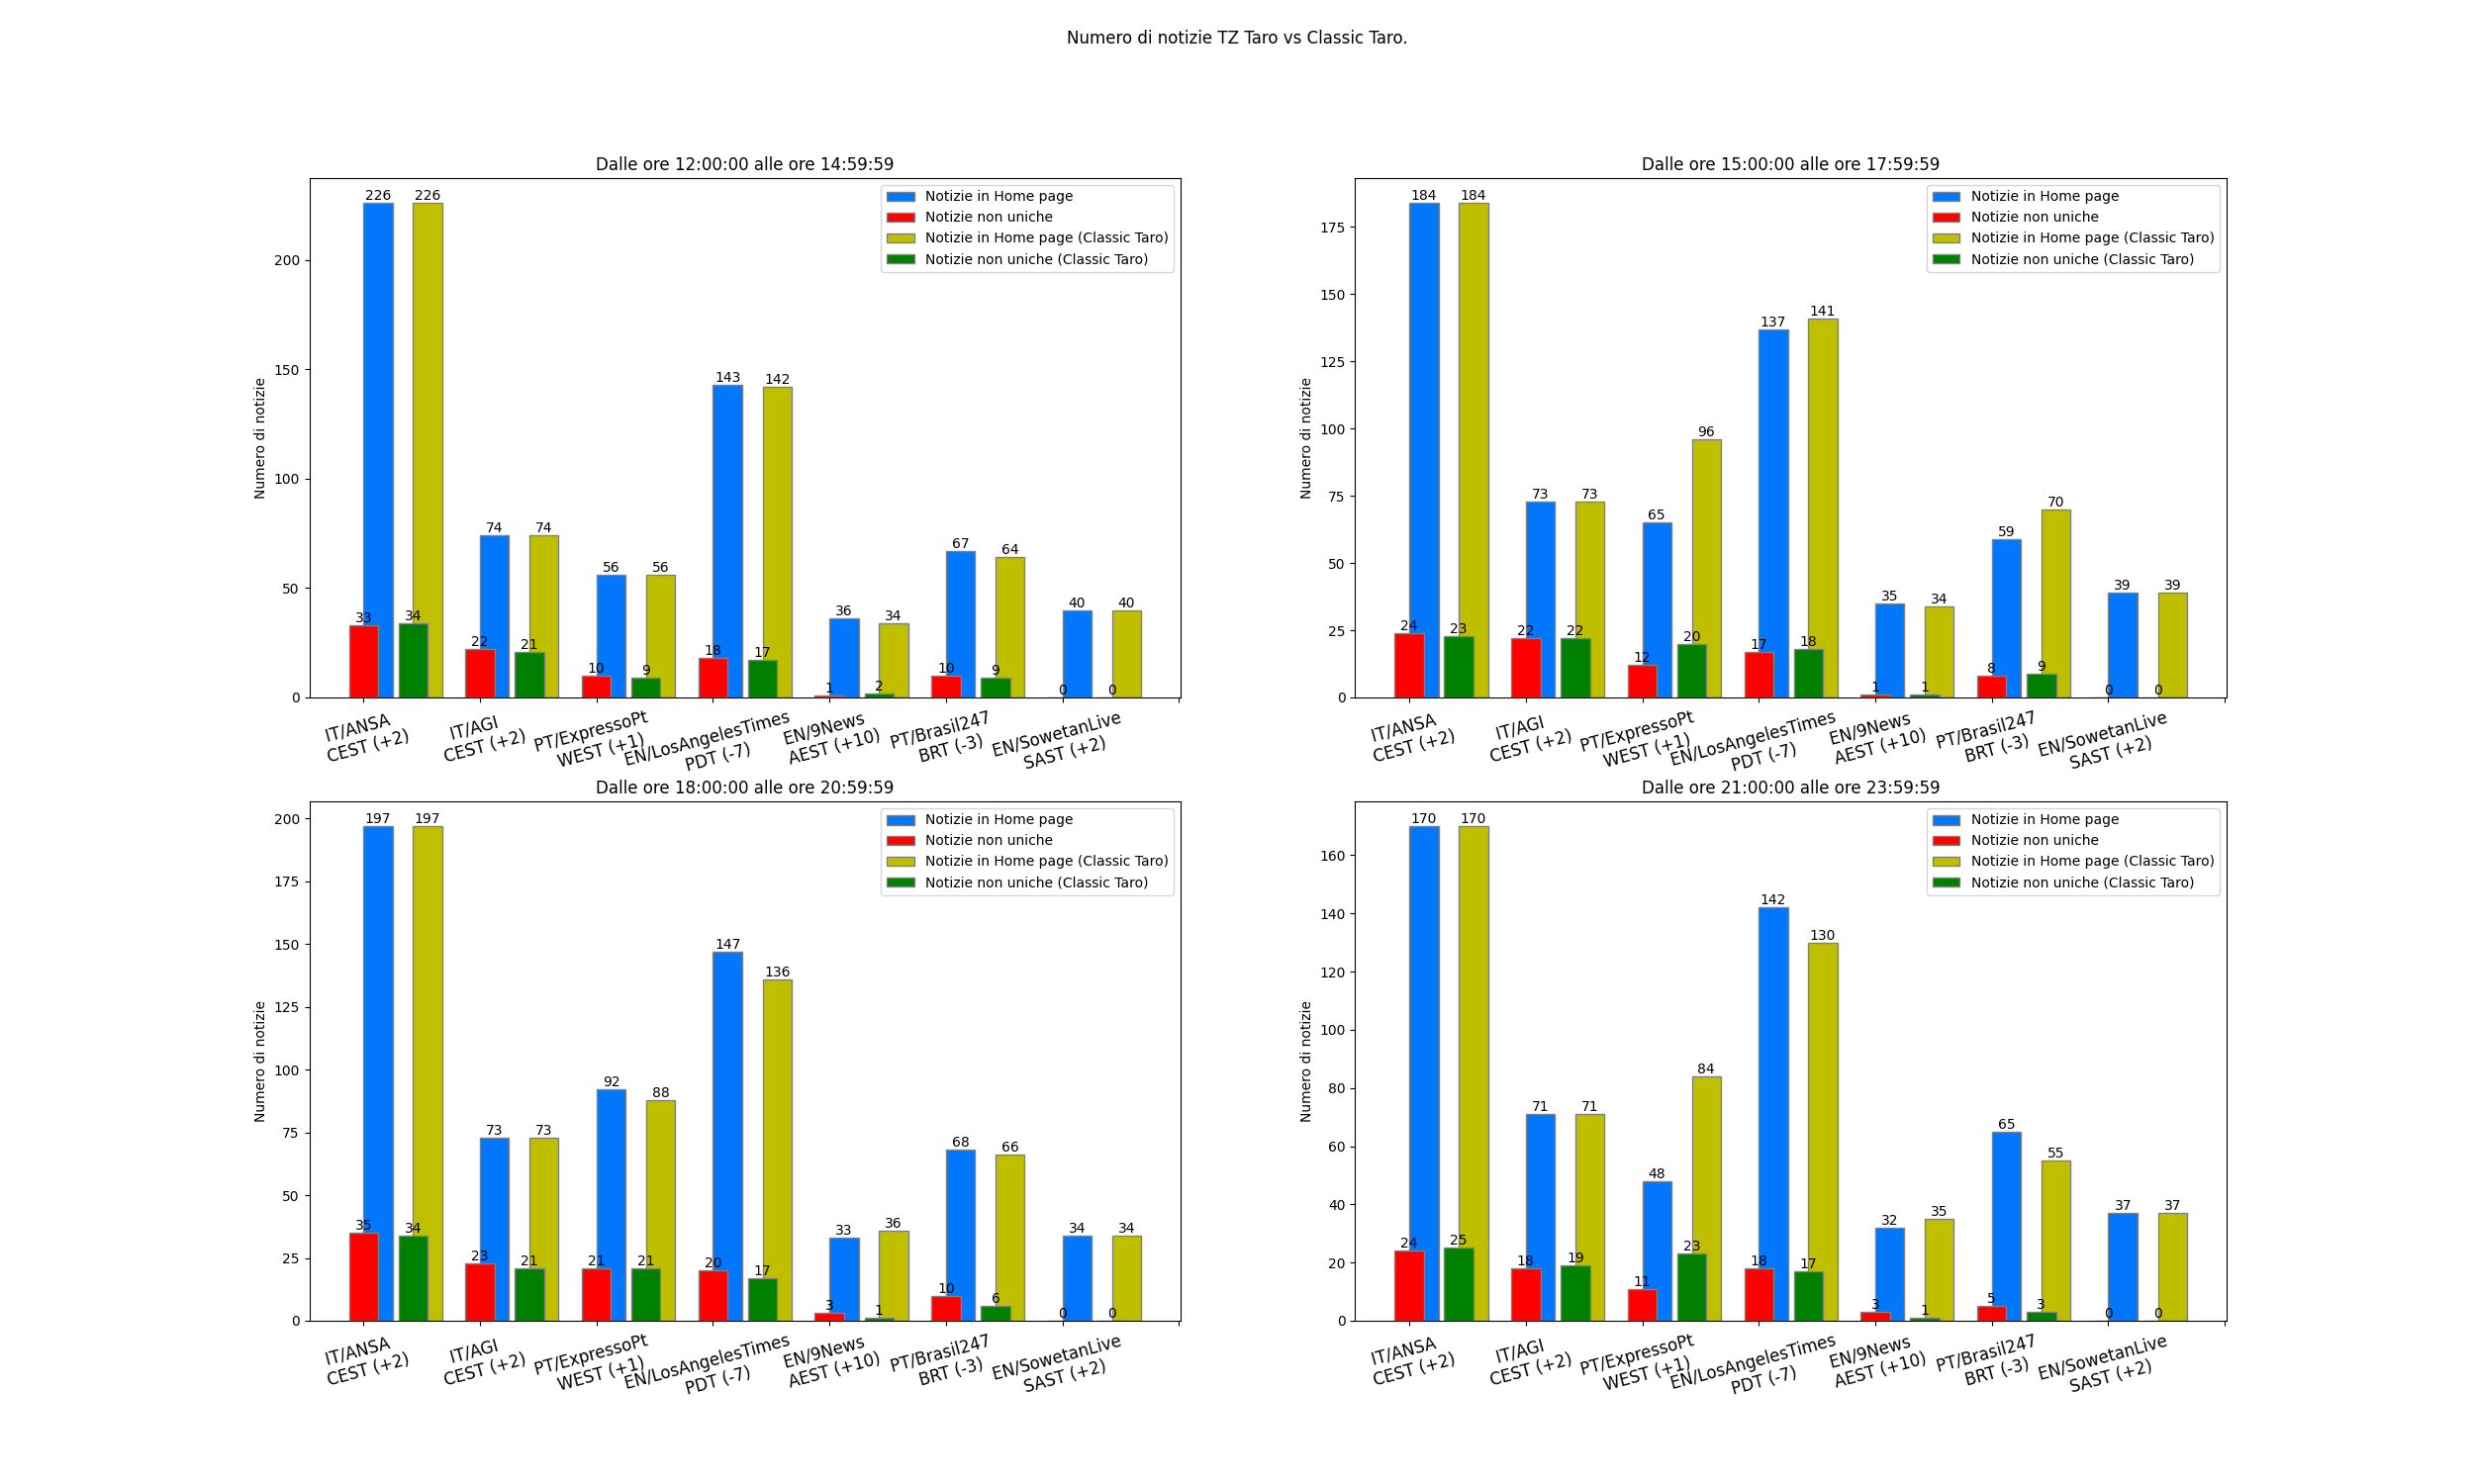 Numero di notizie TZ Taro vs Classic Taro.
Dalle ore 12:00:00 alle ore 14:59:59
Numero di notizie
200
150
100
50
0
226 226
33 34
74 74
22 21
56 56
10 9
143 142
18 17
36 34
1 2
67 64
10 9
40 40
0 0
Notizie in Home page
Notizie non uniche
Notizie in Home page (Classic Taro)
Notizie non uniche (Classic Taro)
IT/ANSA
CEST (+2)
IT/AGI
CEST (+2)
PT/ExpressoPt
WEST (+1)
EN/LosAngelesTimes
PDT (-7)
EN/9News
AEST (+10)
PT/Brasil247
BRT (-3)
EN/SowetanLive
SAST (+2)
Dalle ore 15:00:00 alle ore 17:59:59
Numero di notizie
175
150
125
100
75
50
25
0
184 184
24 23
73 73
22 22
65 96
12 20
137 141
17 18
35 34
1 1
59 70
8 9
39 39
0 0
Notizie in Home page
Notizie non uniche
Notizie in Home page (Classic Taro)
Notizie non uniche (Classic Taro)
IT/ANSA
CEST (+2)
IT/AGI
CEST (+2)
PT/ExpressoPt
WEST (+1)
EN/LosAngelesTimes
PDT (-7)
EN/9News
AEST (+10)
PT/Brasil247
BRT (-3)
EN/SowetanLive
SAST (+2)
Dalle ore 18:00:00 alle ore 20:59:59
Numero di notizie
200
175
150
125
100
75
50
25
0
197 197
35 34
73 73
23 21
92 88
21 21
147 136
20 17
33 36
3 1
68 66
10 6
34 34
0 0
Notizie in Home page
Notizie non uniche
Notizie in Home page (Classic Taro)
Notizie non uniche (Classic Taro)
IT/ANSA
CEST (+2)
IT/AGI
CEST (+2)
PT/ExpressoPt
WEST (+1)
EN/LosAngelesTimes
PDT (-7)
EN/9News
AEST (+10)
PT/Brasil247
BRT (-3)
EN/SowetanLive
SAST (+2)
Dalle ore 21:00:00 alle ore 23:59:59
Numero di notizie
160
140
120
100
80
60
40
20
0
170 170
24 25
71 71
18 19
48 84
11 23
142 130
18 17
32 35
3 1
65 55
5 3
37 37
0 0
Notizie in Home page
Notizie non uniche
Notizie in Home page (Classic Taro)
Notizie non uniche (Classic Taro)
IT/ANSA
CEST (+2)
IT/AGI
CEST (+2)
PT/ExpressoPt
WEST (+1)
EN/LosAngelesTimes
PDT (-7)
EN/9News
AEST (+10)
PT/Brasil247
BRT (-3)
EN/SowetanLive
SAST (+2)